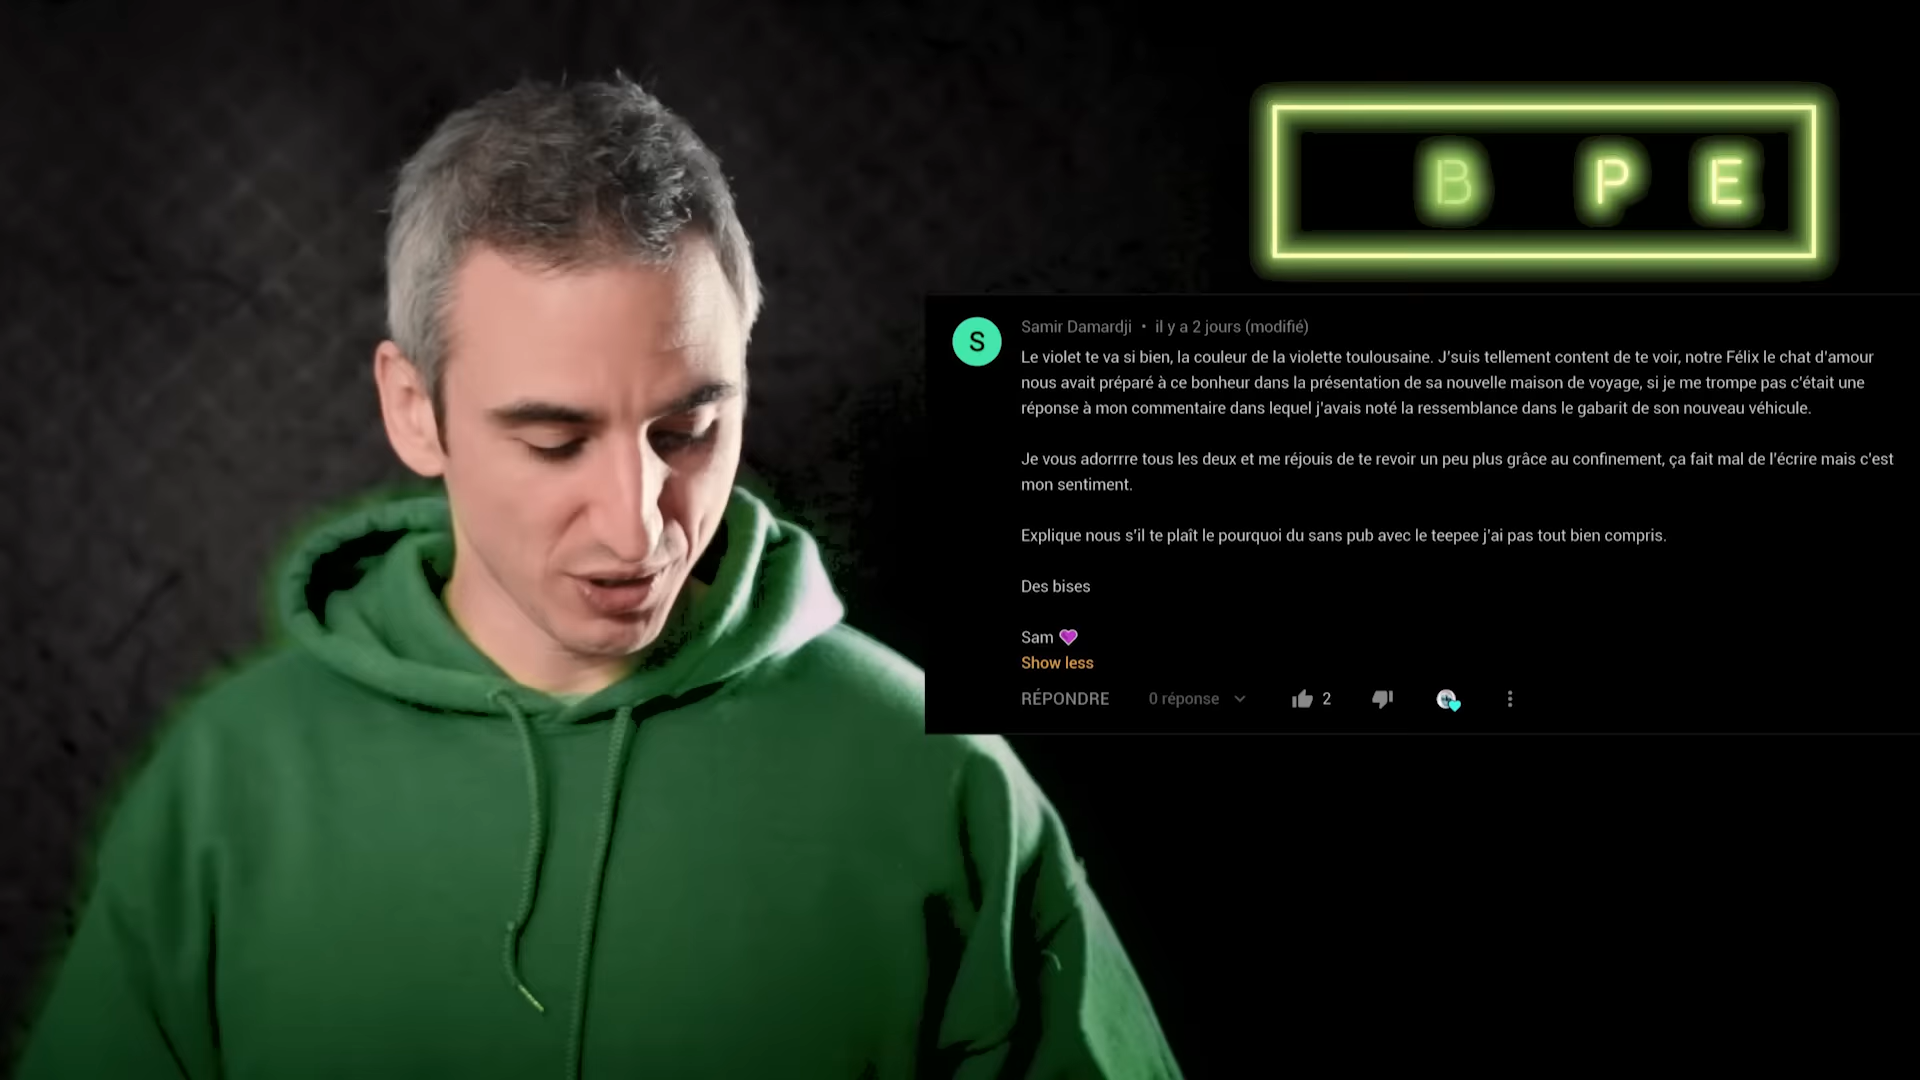 B P E
S
Samir Damardji • il y a 2 jours (modifié)
Le violet te va si bien, la couleur de la violette toulousaine. J'suis tellement content de te voir, notre Félix le chat d'amour
nous avait préparé à ce bonheur dans la présentation de sa nouvelle maison de voyage, si je me trompe pas c'était une
réponse à mon commentaire dans lequel j'avais noté la ressemblance dans le gabarit de son nouveau véhicule.
Je vous adorrrre tous les deux et me réjouis de te revoir un peu plus grâce au confinement, ça fait mal de l'écrire mais c'est
mon sentiment.
Explique nous s'il te plaît le pourquoi du sans pub avec le teepee j'ai pas tout bien compris.
Des bises
Sam 💜
Show less
RÉPONDRE 0 réponse 2